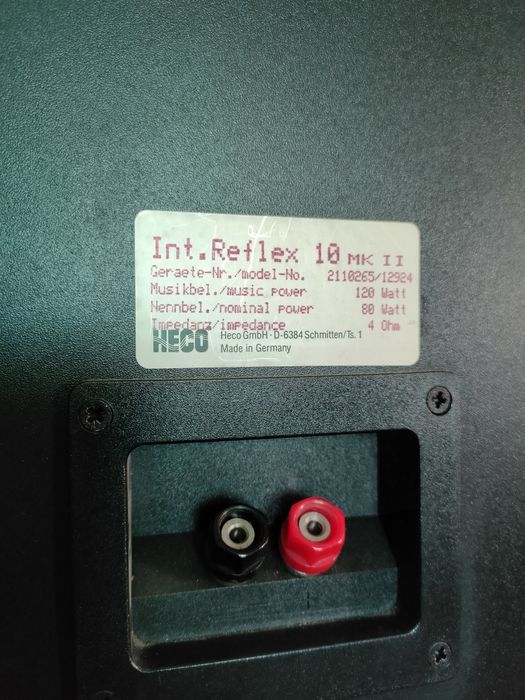 Int.Reflex 10 MK II
Geraete-Nr./model-No. 2110265/12924
Musikbel./music power 120 Watt
Nennbel./nominal power 80 Watt
Impedanz/impedance 4 Ohm
HECO Heco GmbH · D-6384 Schmitten/Ts. 1
Made in Germany